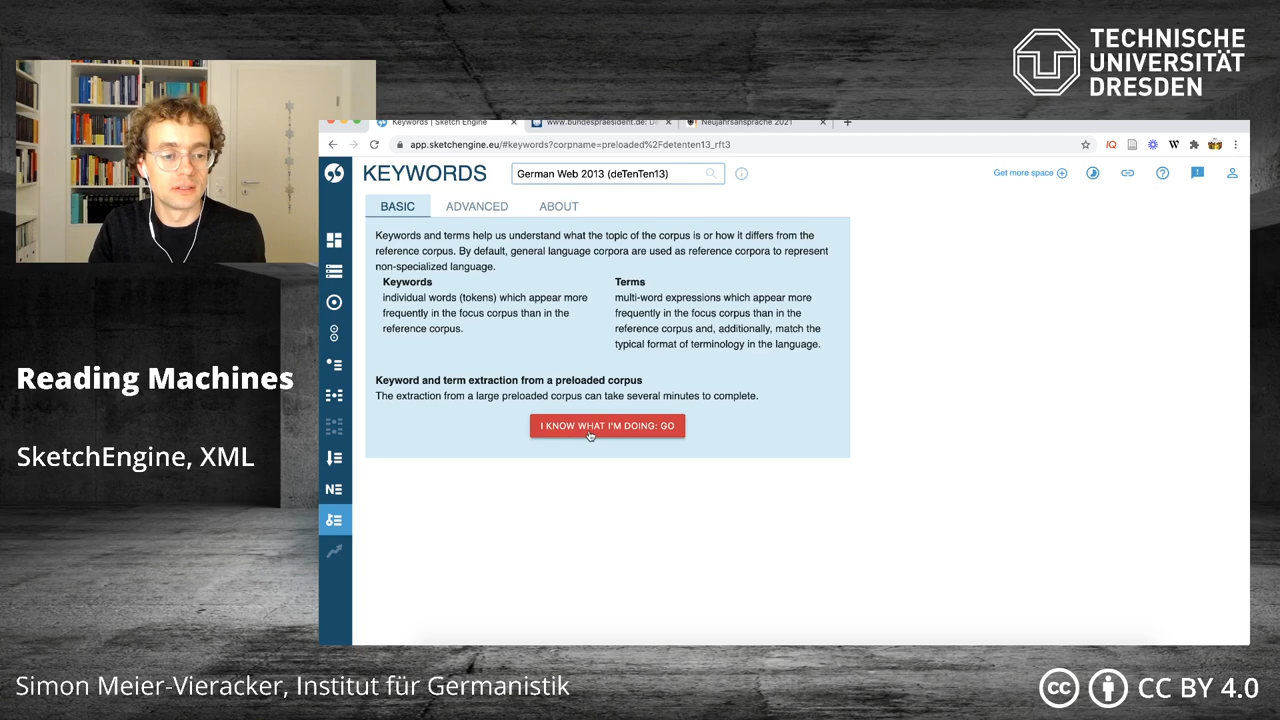 TECHNISCHE
UNIVERSITÄT
DRESDEN
Keywords | Sketch Engine
www.bundespraesident.de: D
Neujahrsansprache 2021
app.sketchengine.eu/#keywords?corpname=preloaded%2Fdetenten13_rft3
KEYWORDS
German Web 2013 (deTenTen13)
Get more space
BASIC
ADVANCED
ABOUT
Keywords and terms help us understand what the topic of the corpus is or how it differs from the
reference corpus. By default, general language corpora are used as reference corpora to represent
non-specialized language.
Keywords
individual words (tokens) which appear more
frequently in the focus corpus than in the
reference corpus.
Terms
multi-word expressions which appear more
frequently in the focus corpus than in the
reference corpus and, additionally, match the
typical format of terminology in the language.
Keyword and term extraction from a preloaded corpus
The extraction from a large preloaded corpus can take several minutes to complete.
I KNOW WHAT I'M DOING: GO
Reading Machines
SketchEngine, XML
Simon Meier-Vieracker, Institut für Germanistik
CC BY 4.0